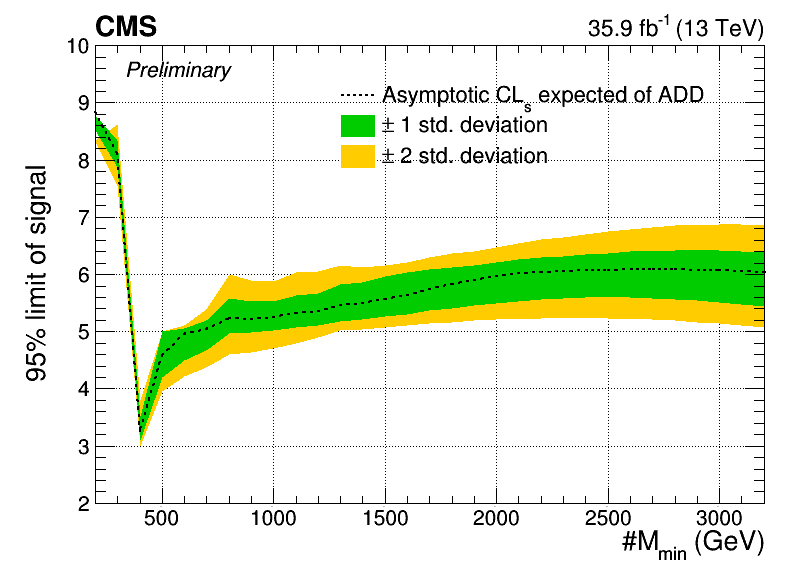 CMS
35.9 fb⁻¹ (13 TeV)
Preliminary
Asymptotic CLₛ expected of ADD
± 1 std. deviation
± 2 std. deviation
95% limit of signal
10
9
8
7
6
5
4
3
2
500 1000 1500 2000 2500 3000
#M_min (GeV)